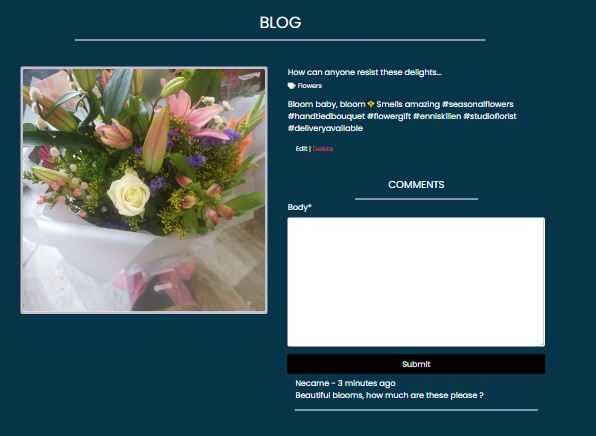 BLOG
How can anyone resist these delights...
Flowers
Bloom baby, bloom 🌼 Smells amazing #seasonalflowers
#handtiedbouquet #flowergift #enniskillen #studioflorist
#deliveryavailable
Edit | Delete
COMMENTS
Body*
Submit
Necarne - 3 minutes ago
Beautiful blooms, how much are these please ?